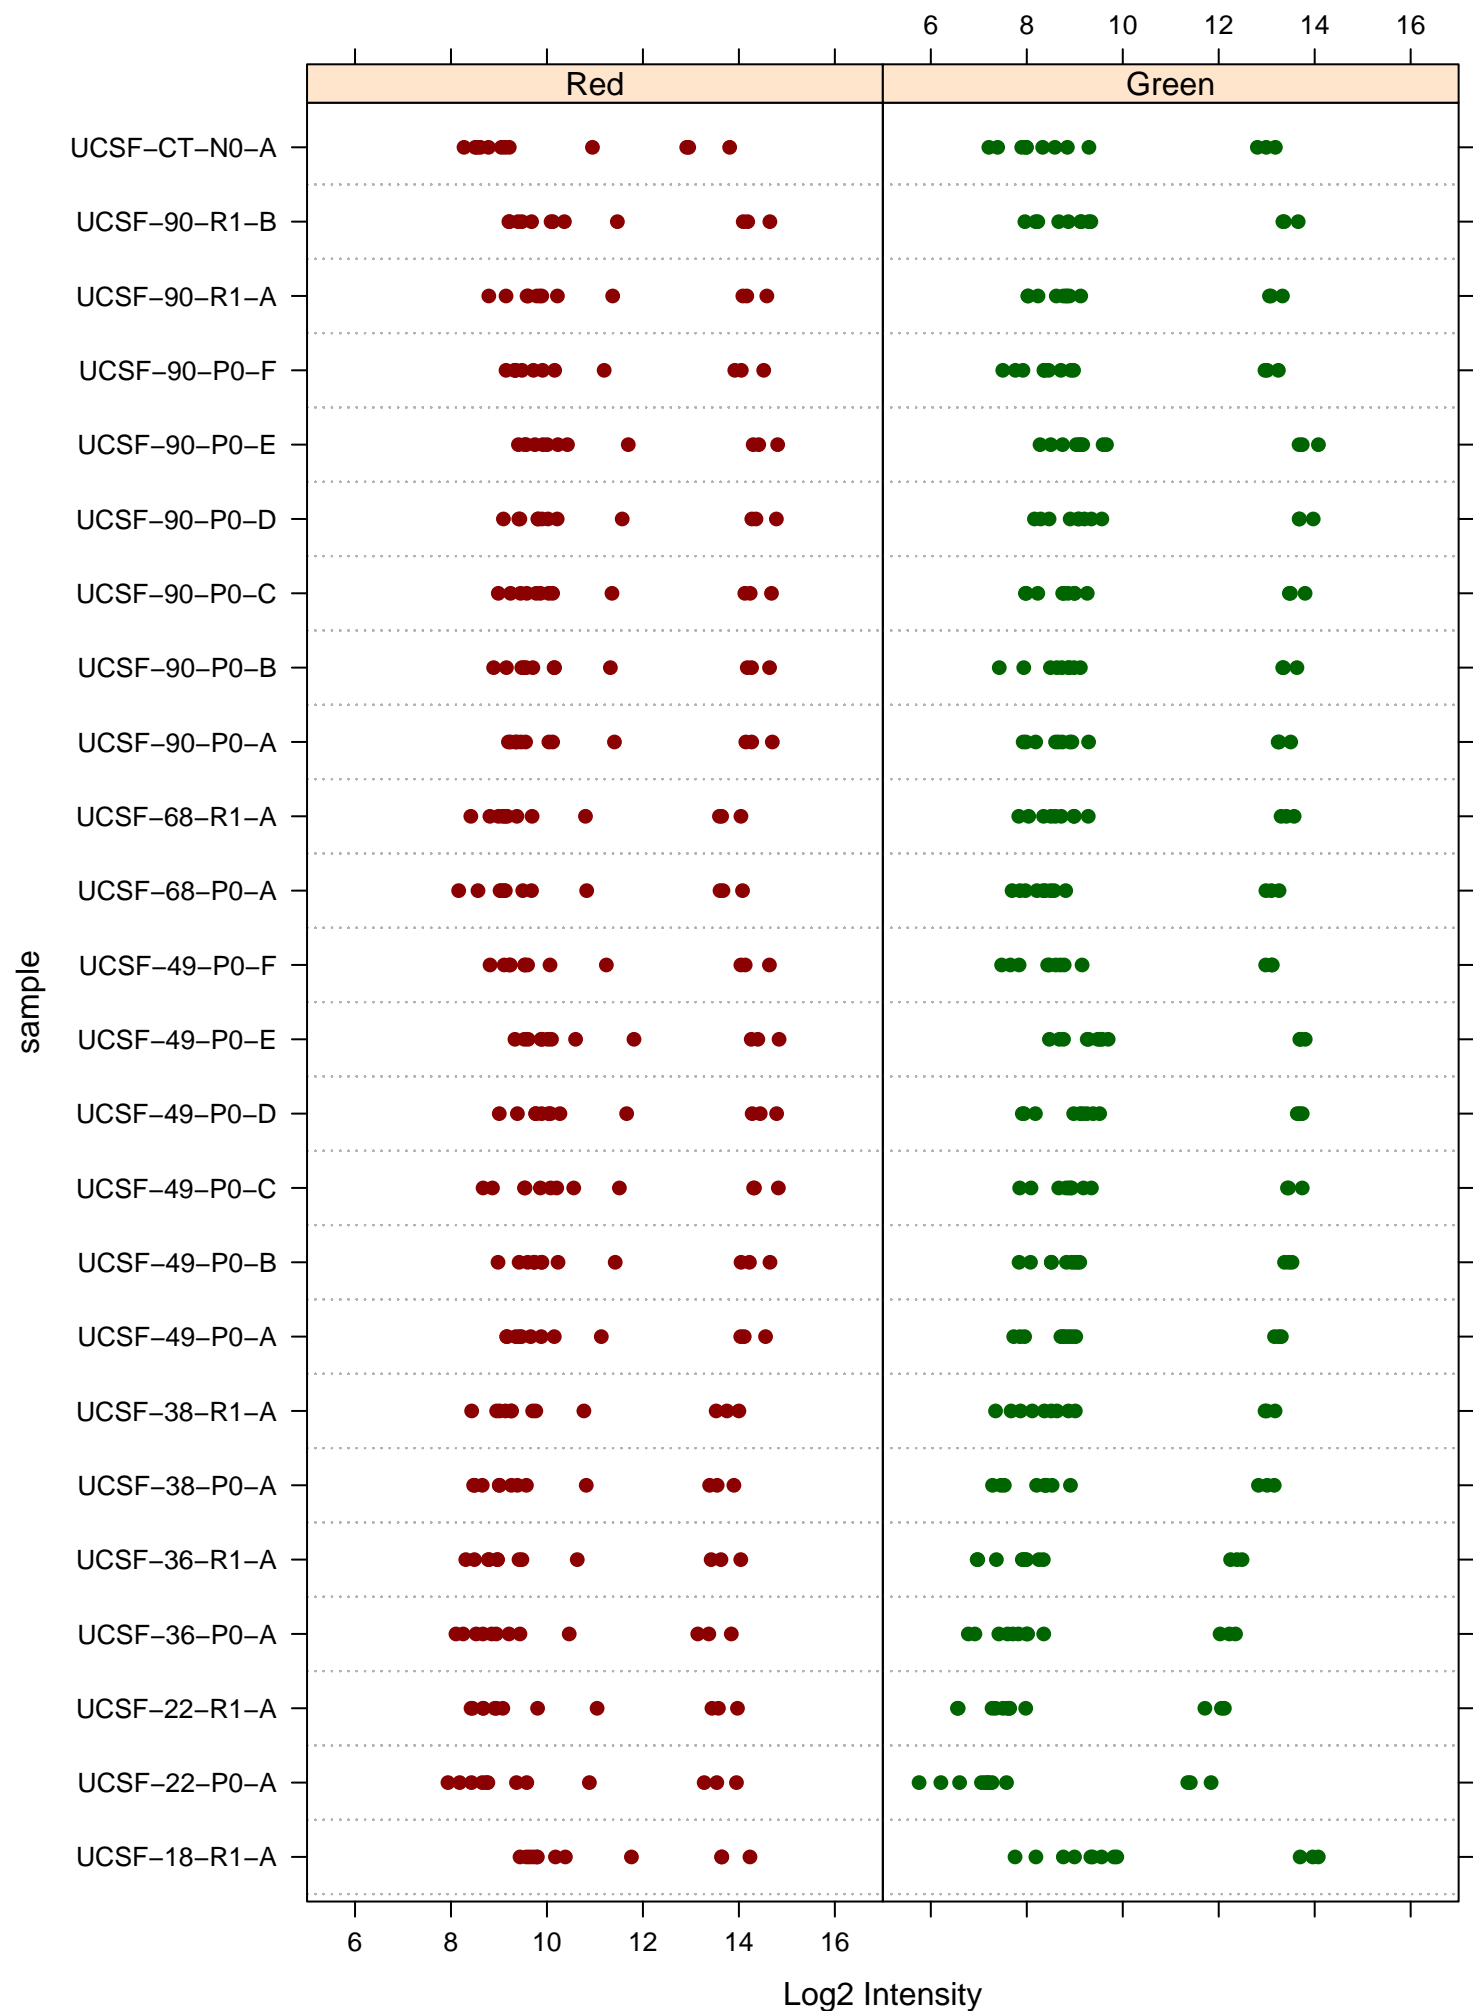 6 8 10 12 14 16
Red Green
UCSF−CT−N0−A
UCSF−90−R1−B
UCSF−90−R1−A
UCSF−90−P0−F
UCSF−90−P0−E
UCSF−90−P0−D
UCSF−90−P0−C
UCSF−90−P0−B
UCSF−90−P0−A
UCSF−68−R1−A
UCSF−68−P0−A
UCSF−49−P0−F
UCSF−49−P0−E
UCSF−49−P0−D
UCSF−49−P0−C
UCSF−49−P0−B
UCSF−49−P0−A
UCSF−38−R1−A
UCSF−38−P0−A
UCSF−36−R1−A
UCSF−36−P0−A
UCSF−22−R1−A
UCSF−22−P0−A
UCSF−18−R1−A
sample
6 8 10 12 14 16
Log2 Intensity